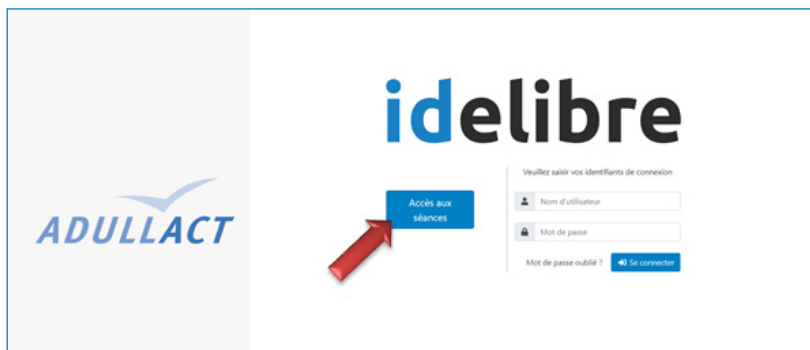 idelibre
Veuillez saisir vos identifiants de connexion
Accès aux
séances
Nom d'utilisateur
ADULLACT
Mot de passe
Mot de passe oublié ?
Se connecter